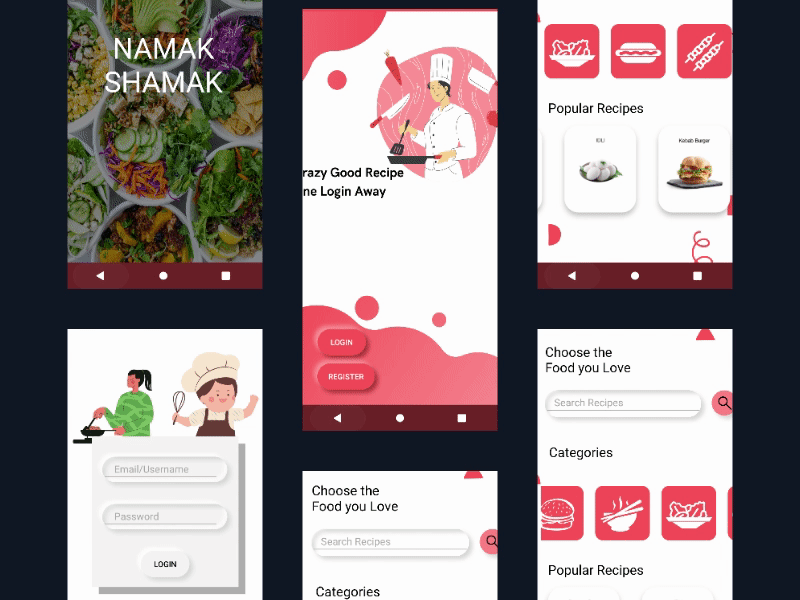 NAMAK
SHAMAK
Email/Username
Password
LOGIN
razy Good Recipe
ne Login Away
LOGIN
REGISTER
Choose the
Food you Love
Search Recipes
Categories
Popular Recipes
IDLI
Kebab Burger
Choose the
Food you Love
Search Recipes
Categories
Popular Recipes